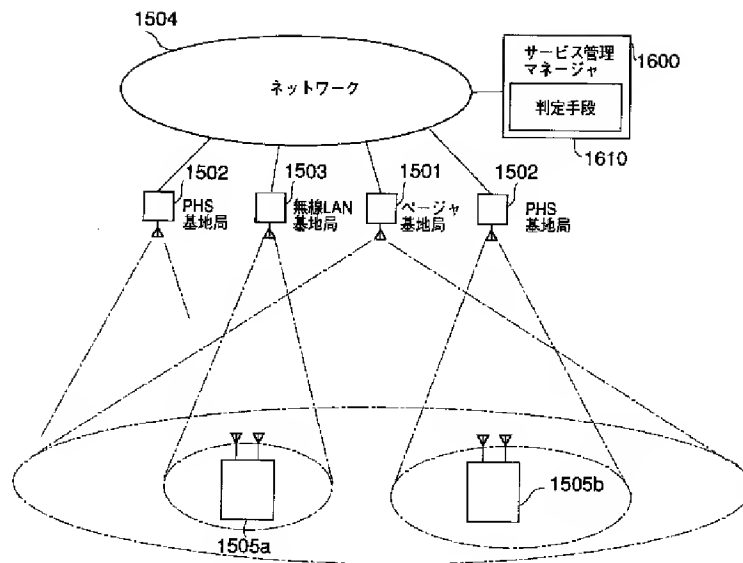 1504
ネットワーク
サービス管理
マネージャ
判定手段
1600
1610
1502
PHS
基地局
1503
無線LAN
基地局
1501
ページャ
基地局
1502
PHS
基地局
1505a
1505b